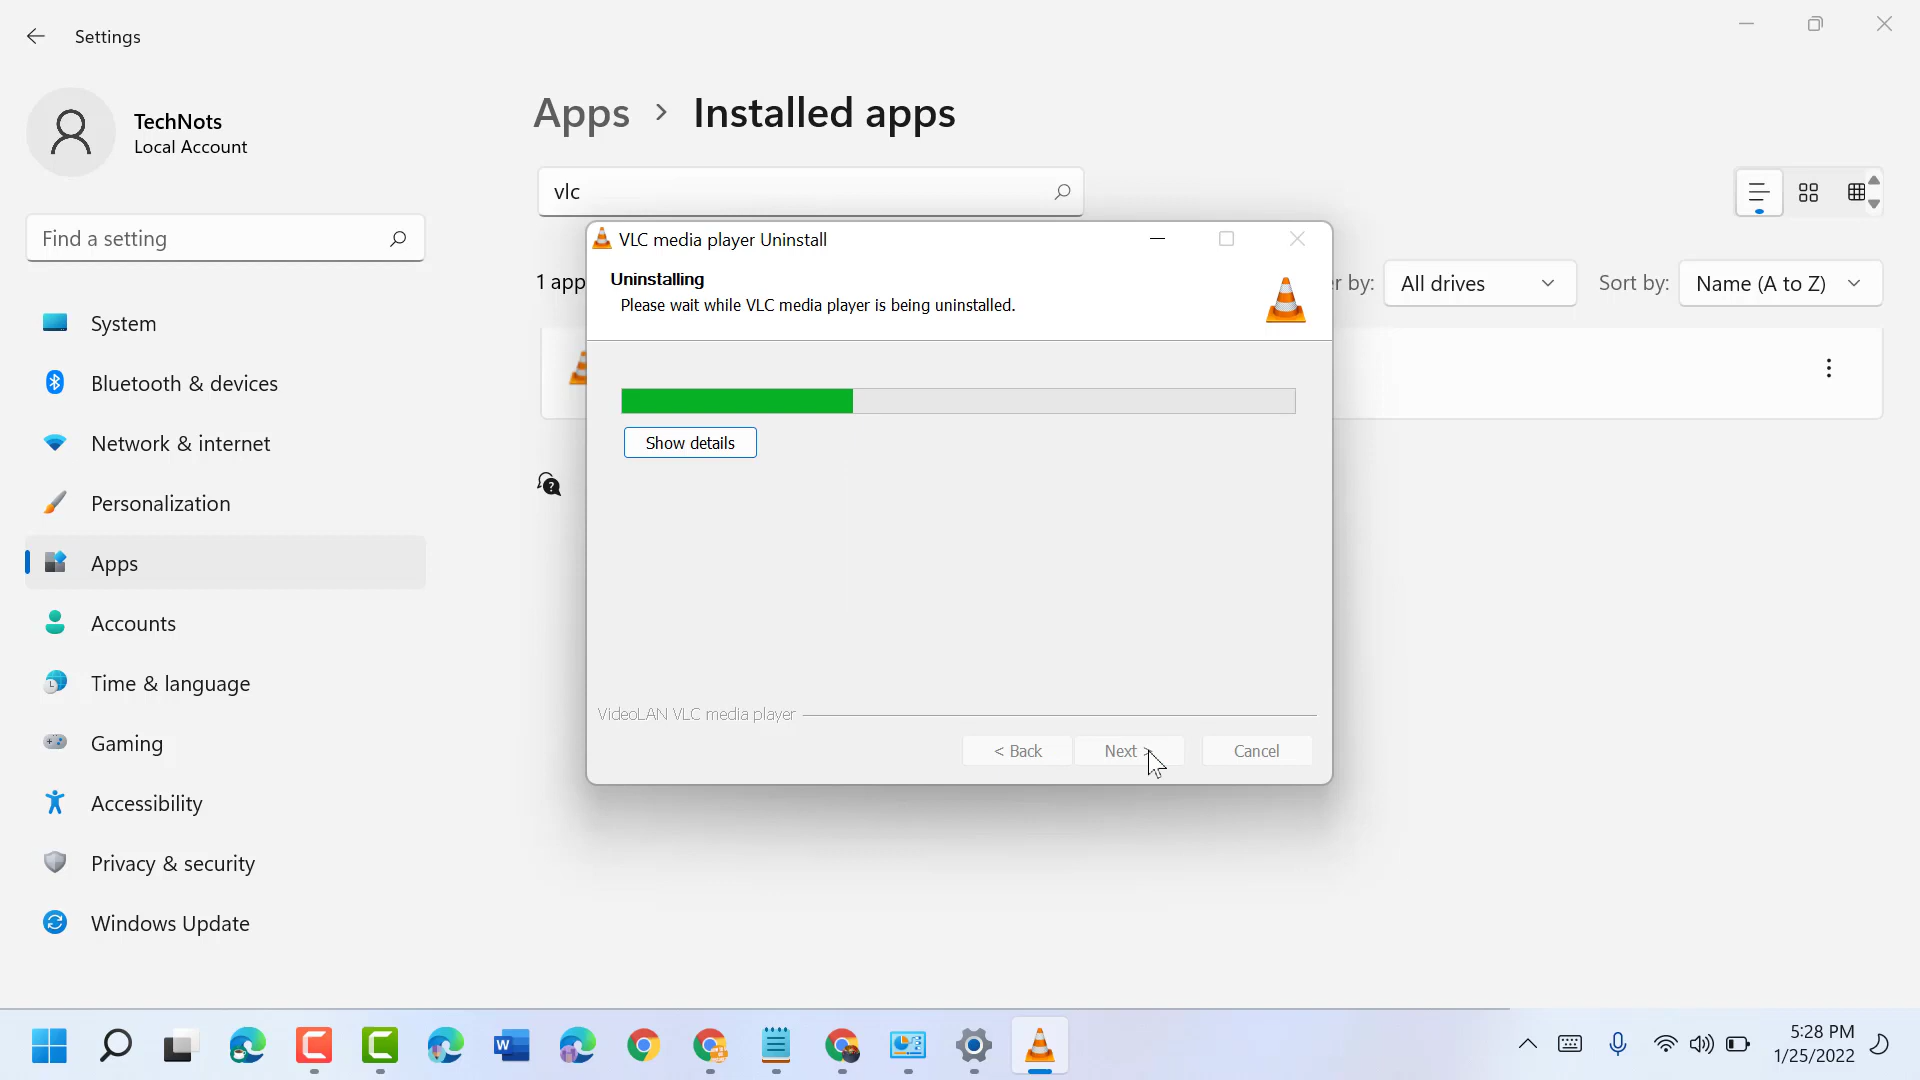 Settings
TechNots
Local Account
Find a setting
System
Bluetooth & devices
Network & internet
Personalization
Apps
Accounts
Time & language
Gaming
Accessibility
Privacy & security
Windows Update
Apps > Installed apps
vlc
1 app
by:
All drives
Sort by:
Name (A to Z)
VLC media player Uninstall
Uninstalling
Please wait while VLC media player is being uninstalled.
Show details
VideoLAN VLC media player
< Back
Next >
Cancel
5:28 PM
1/25/2022